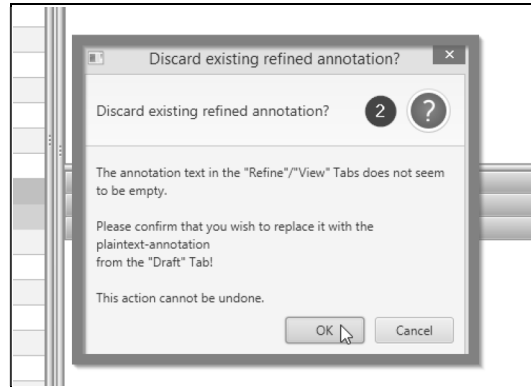 Discard existing refined annotation?
Discard existing refined annotation? 2 ?
The annotation text in the "Refine"/"View" Tabs does not seem
to be empty.
Please confirm that you wish to replace it with the
plaintext-annotation
from the "Draft" Tab!
This action cannot be undone.
OK Cancel